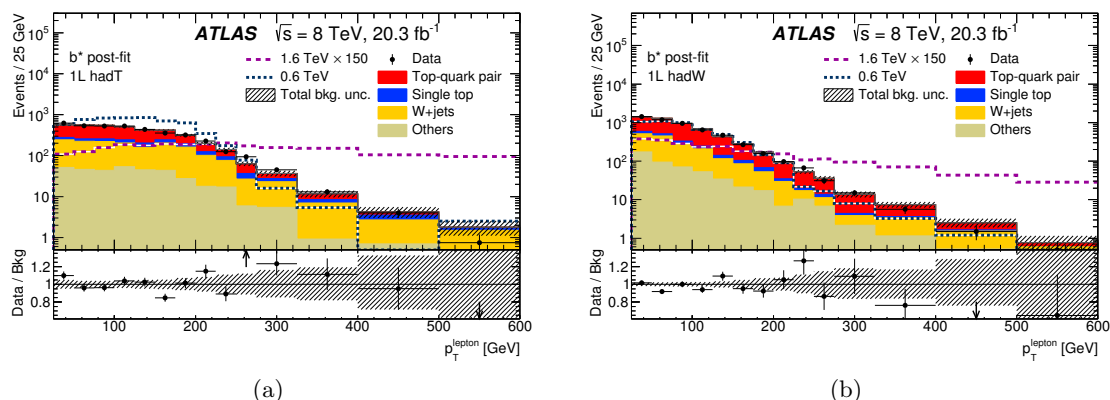 ATLAS √s = 8 TeV, 20.3 fb⁻¹
b* post-fit
1L hadT
1.6 TeV × 150
0.6 TeV
Total bkg. unc.
Data
Top-quark pair
Single top
W+jets
Others
Events / 25 GeV
10⁵
10⁴
10³
10²
10
1
Data / Bkg
1.2
1
0.8
100 200 300 400 500 600
p_T^lepton [GeV]
(a)
ATLAS √s = 8 TeV, 20.3 fb⁻¹
b* post-fit
1L hadW
1.6 TeV × 150
0.6 TeV
Total bkg. unc.
Data
Top-quark pair
Single top
W+jets
Others
Events / 25 GeV
10⁵
10⁴
10³
10²
10
1
Data / Bkg
1.2
1
0.8
100 200 300 400 500 600
p_T^lepton [GeV]
(b)